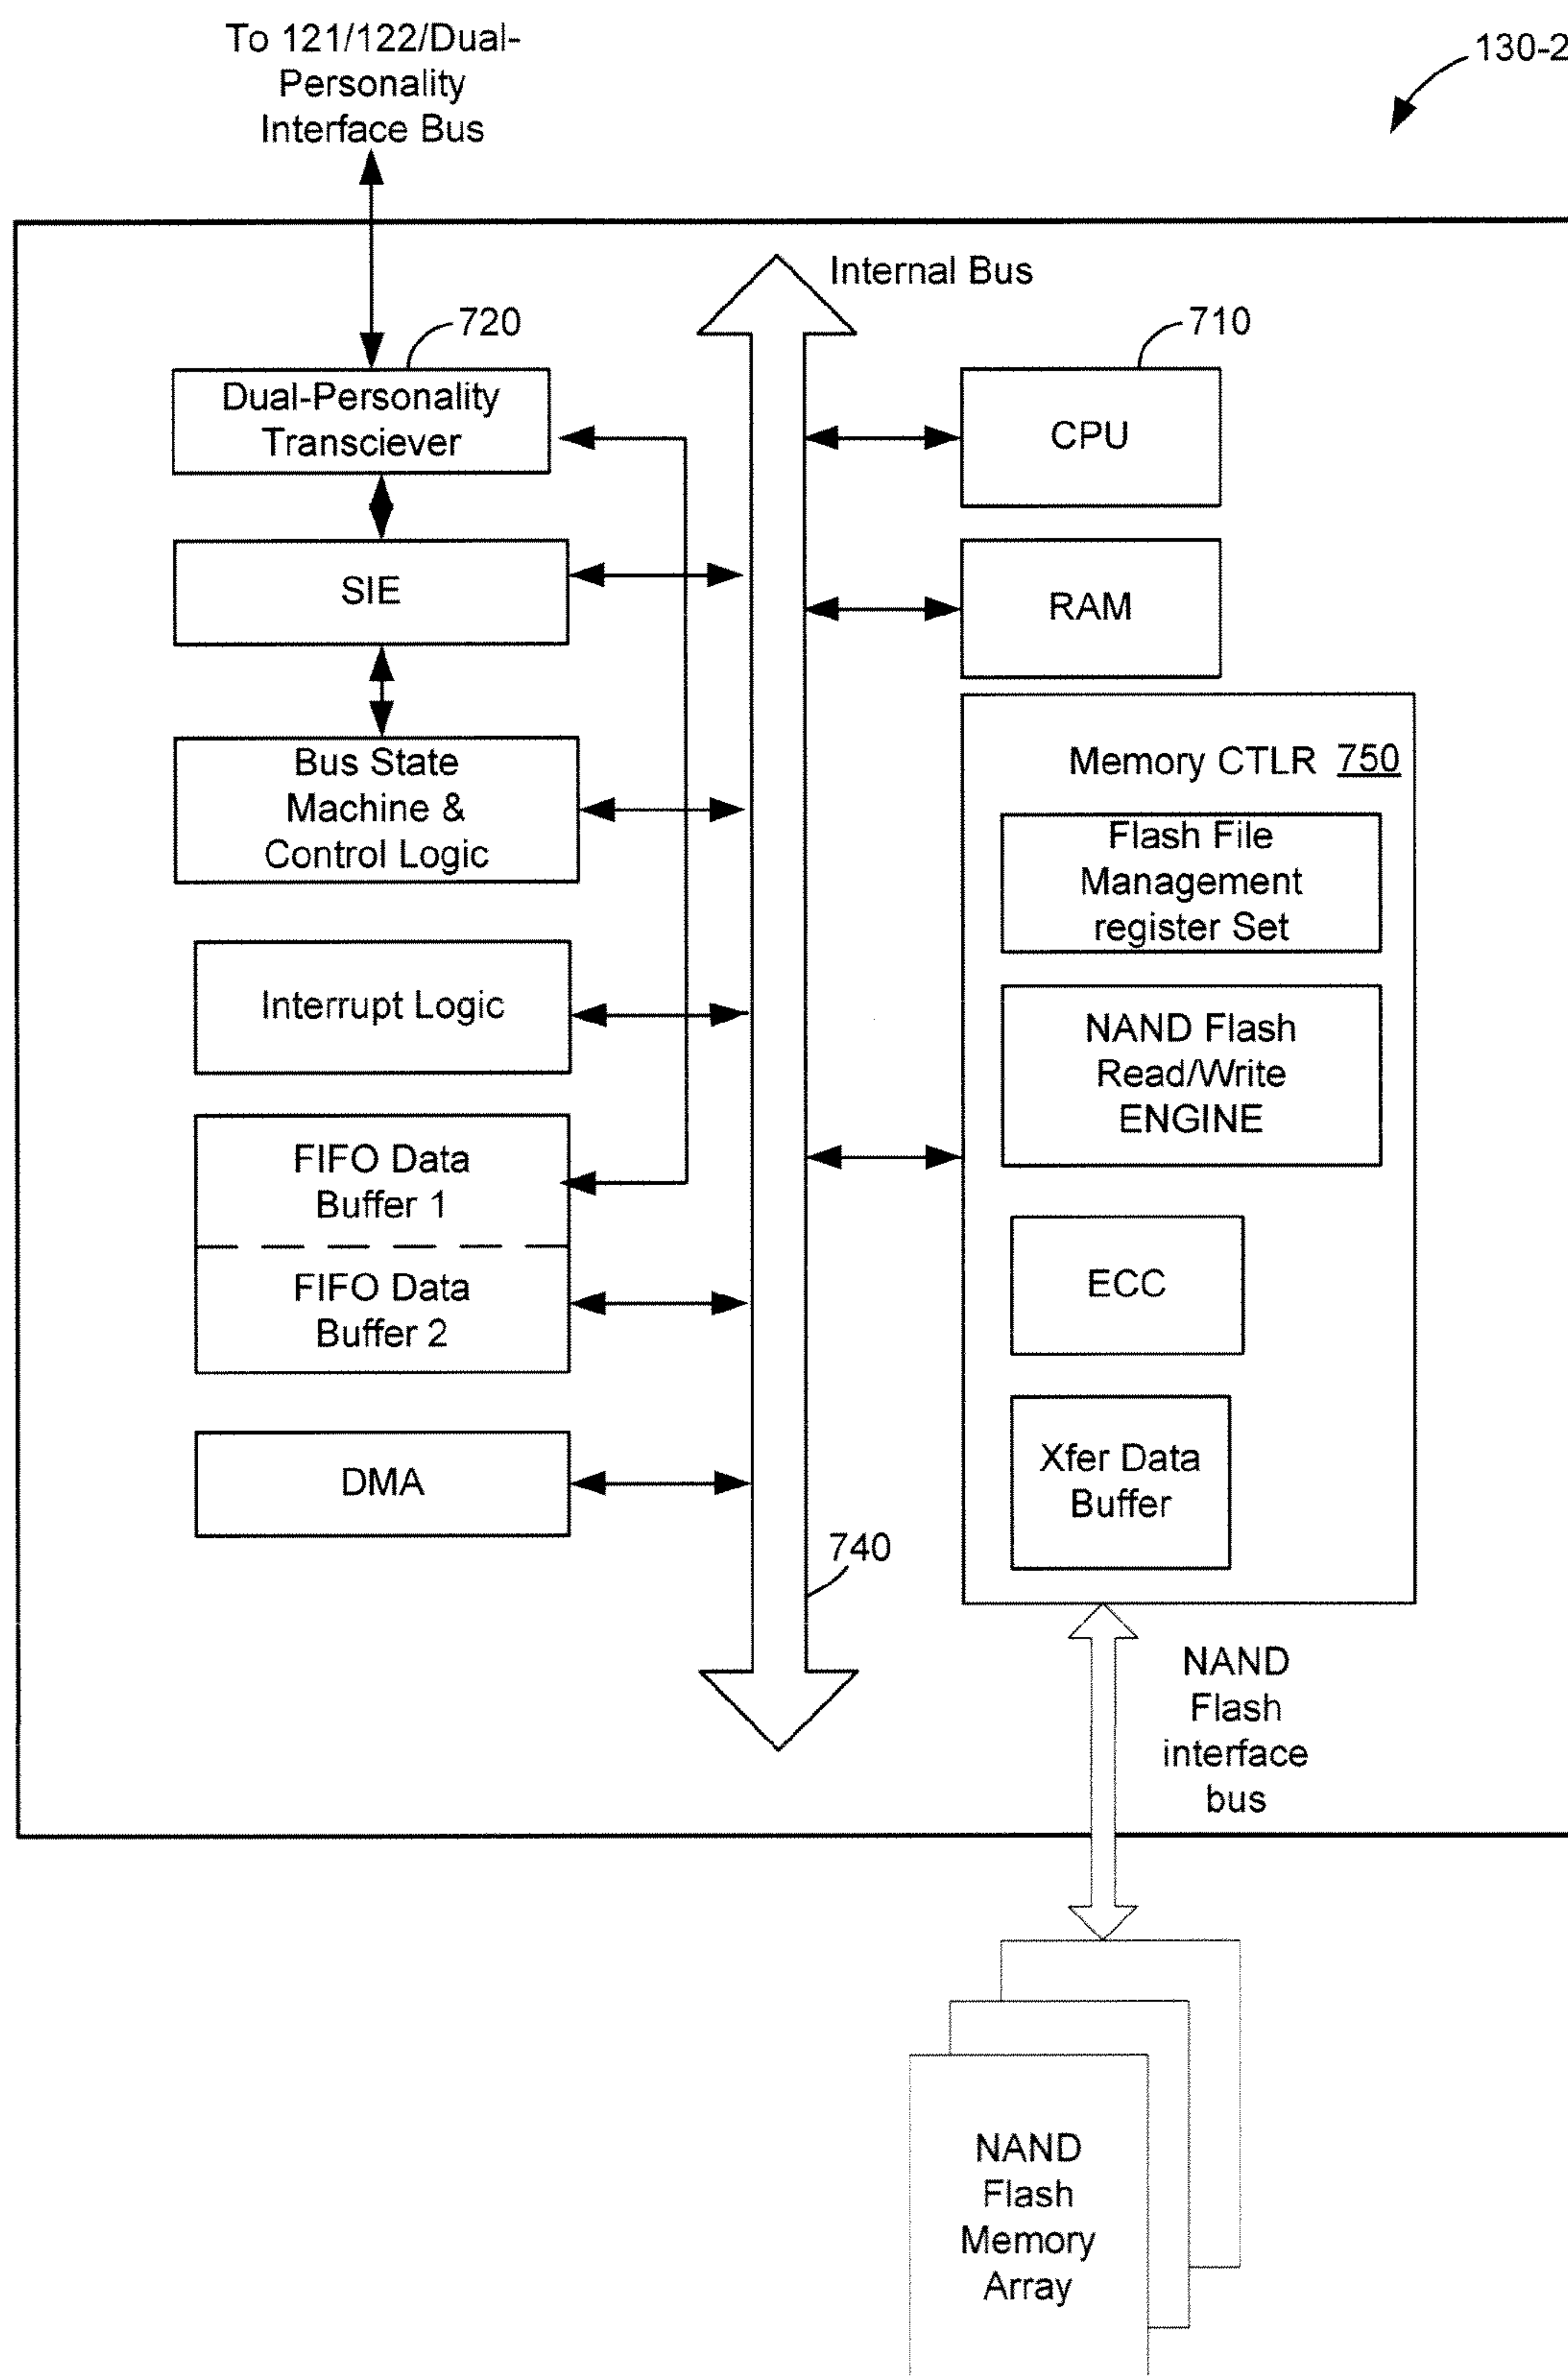 To 121/122/Dual-
Personality
Interface Bus
130-2
Internal Bus
720
710
Dual-Personality
Transciever
CPU
SIE
RAM
Bus State
Machine &
Control Logic
Memory CTLR 750
Flash File
Management
register Set
Interrupt Logic
NAND Flash
Read/Write
ENGINE
FIFO Data
Buffer 1
FIFO Data
Buffer 2
ECC
DMA
Xfer Data
Buffer
740
NAND
Flash
interface
bus
NAND
Flash
Memory
Array